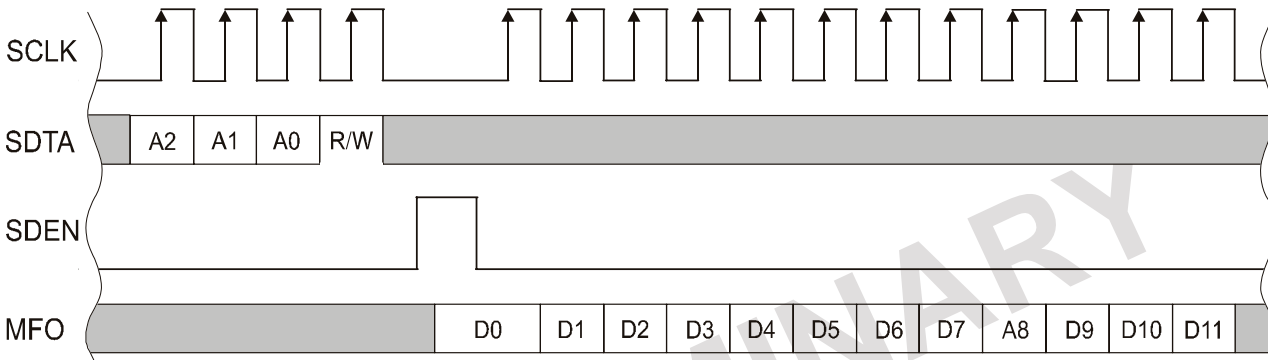 SCLK
SDTA A2 A1 A0 R/W
SDEN
MFO D0 D1 D2 D3 D4 D5 D6 D7 A8 D9 D10 D11